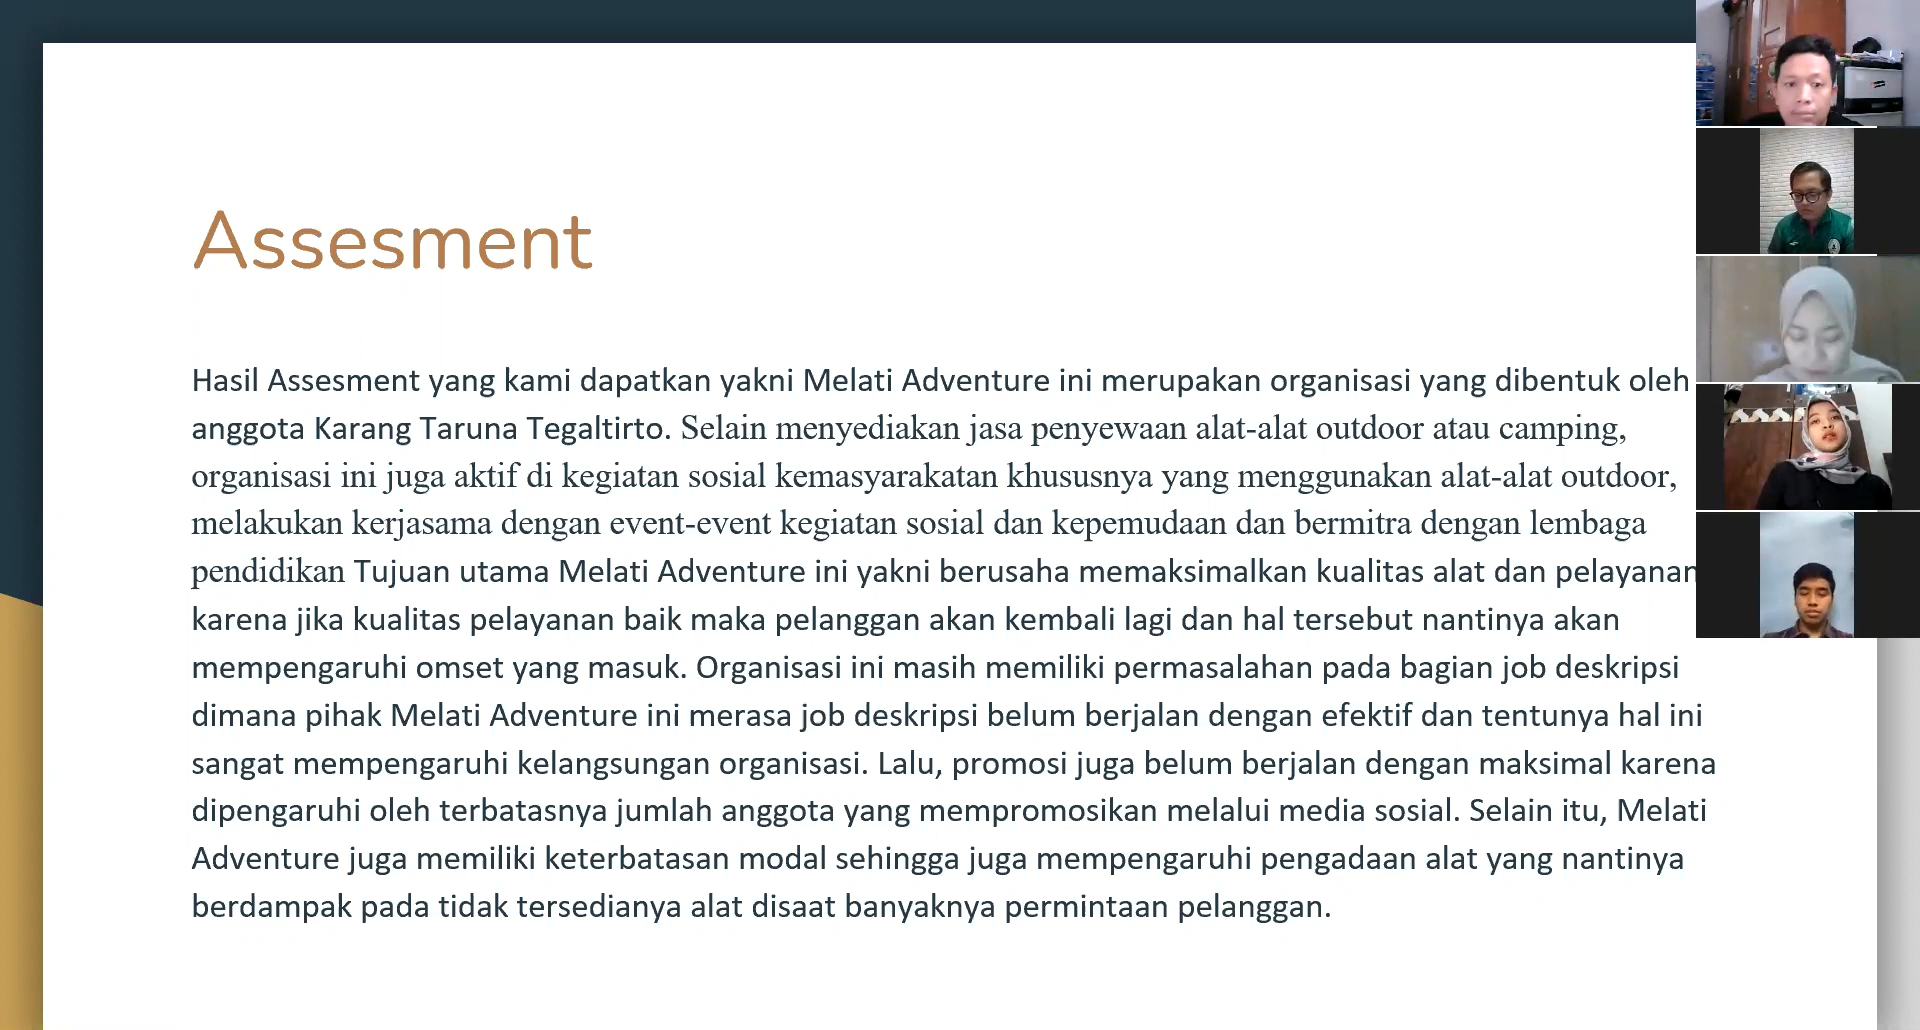 Assesment
Hasil Assesment yang kami dapatkan yakni Melati Adventure ini merupakan organisasi yang dibentuk oleh
anggota Karang Taruna Tegaltirto. Selain menyediakan jasa penyewaan alat-alat outdoor atau camping,
organisasi ini juga aktif di kegiatan sosial kemasyarakatan khususnya yang menggunakan alat-alat outdoor,
melakukan kerjasama dengan event-event kegiatan sosial dan kepemudaan dan bermitra dengan lembaga
pendidikan Tujuan utama Melati Adventure ini yakni berusaha memaksimalkan kualitas alat dan pelayanan
karena jika kualitas pelayanan baik maka pelanggan akan kembali lagi dan hal tersebut nantinya akan
mempengaruhi omset yang masuk. Organisasi ini masih memiliki permasalahan pada bagian job deskripsi
dimana pihak Melati Adventure ini merasa job deskripsi belum berjalan dengan efektif dan tentunya hal ini
sangat mempengaruhi kelangsungan organisasi. Lalu, promosi juga belum berjalan dengan maksimal karena
dipengaruhi oleh terbatasnya jumlah anggota yang mempromosikan melalui media sosial. Selain itu, Melati
Adventure juga memiliki keterbatasan modal sehingga juga mempengaruhi pengadaan alat yang nantinya
berdampak pada tidak tersedianya alat disaat banyaknya permintaan pelanggan.